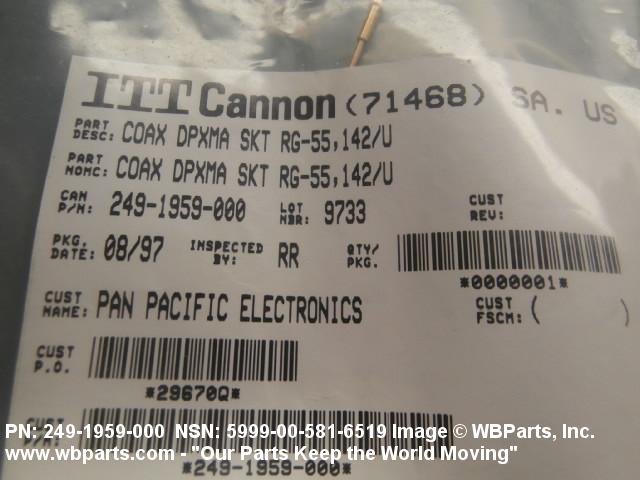 ITT Cannon (71468) SA. US
PART DESC: COAX DPXMA SKT RG-55,142/U
PART NOMC: COAX DPXMA SKT RG-55,142/U
CAN P/N: 249-1959-000 LOT NBR: 9733 CUST REV:
PKG. DATE: 08/97 INSPECTED BY: RR QTY/ PKG.
*0000001*
CUST NAME: PAN PACIFIC ELECTRONICS CUST FSCM: ( )
CUST P.O.
*29670Q*
CUST P/N:
*249-1959-000*
PN: 249-1959-000 NSN: 5999-00-581-6519 Image © WBParts, Inc.
www.wbparts.com - "Our Parts Keep the World Moving"